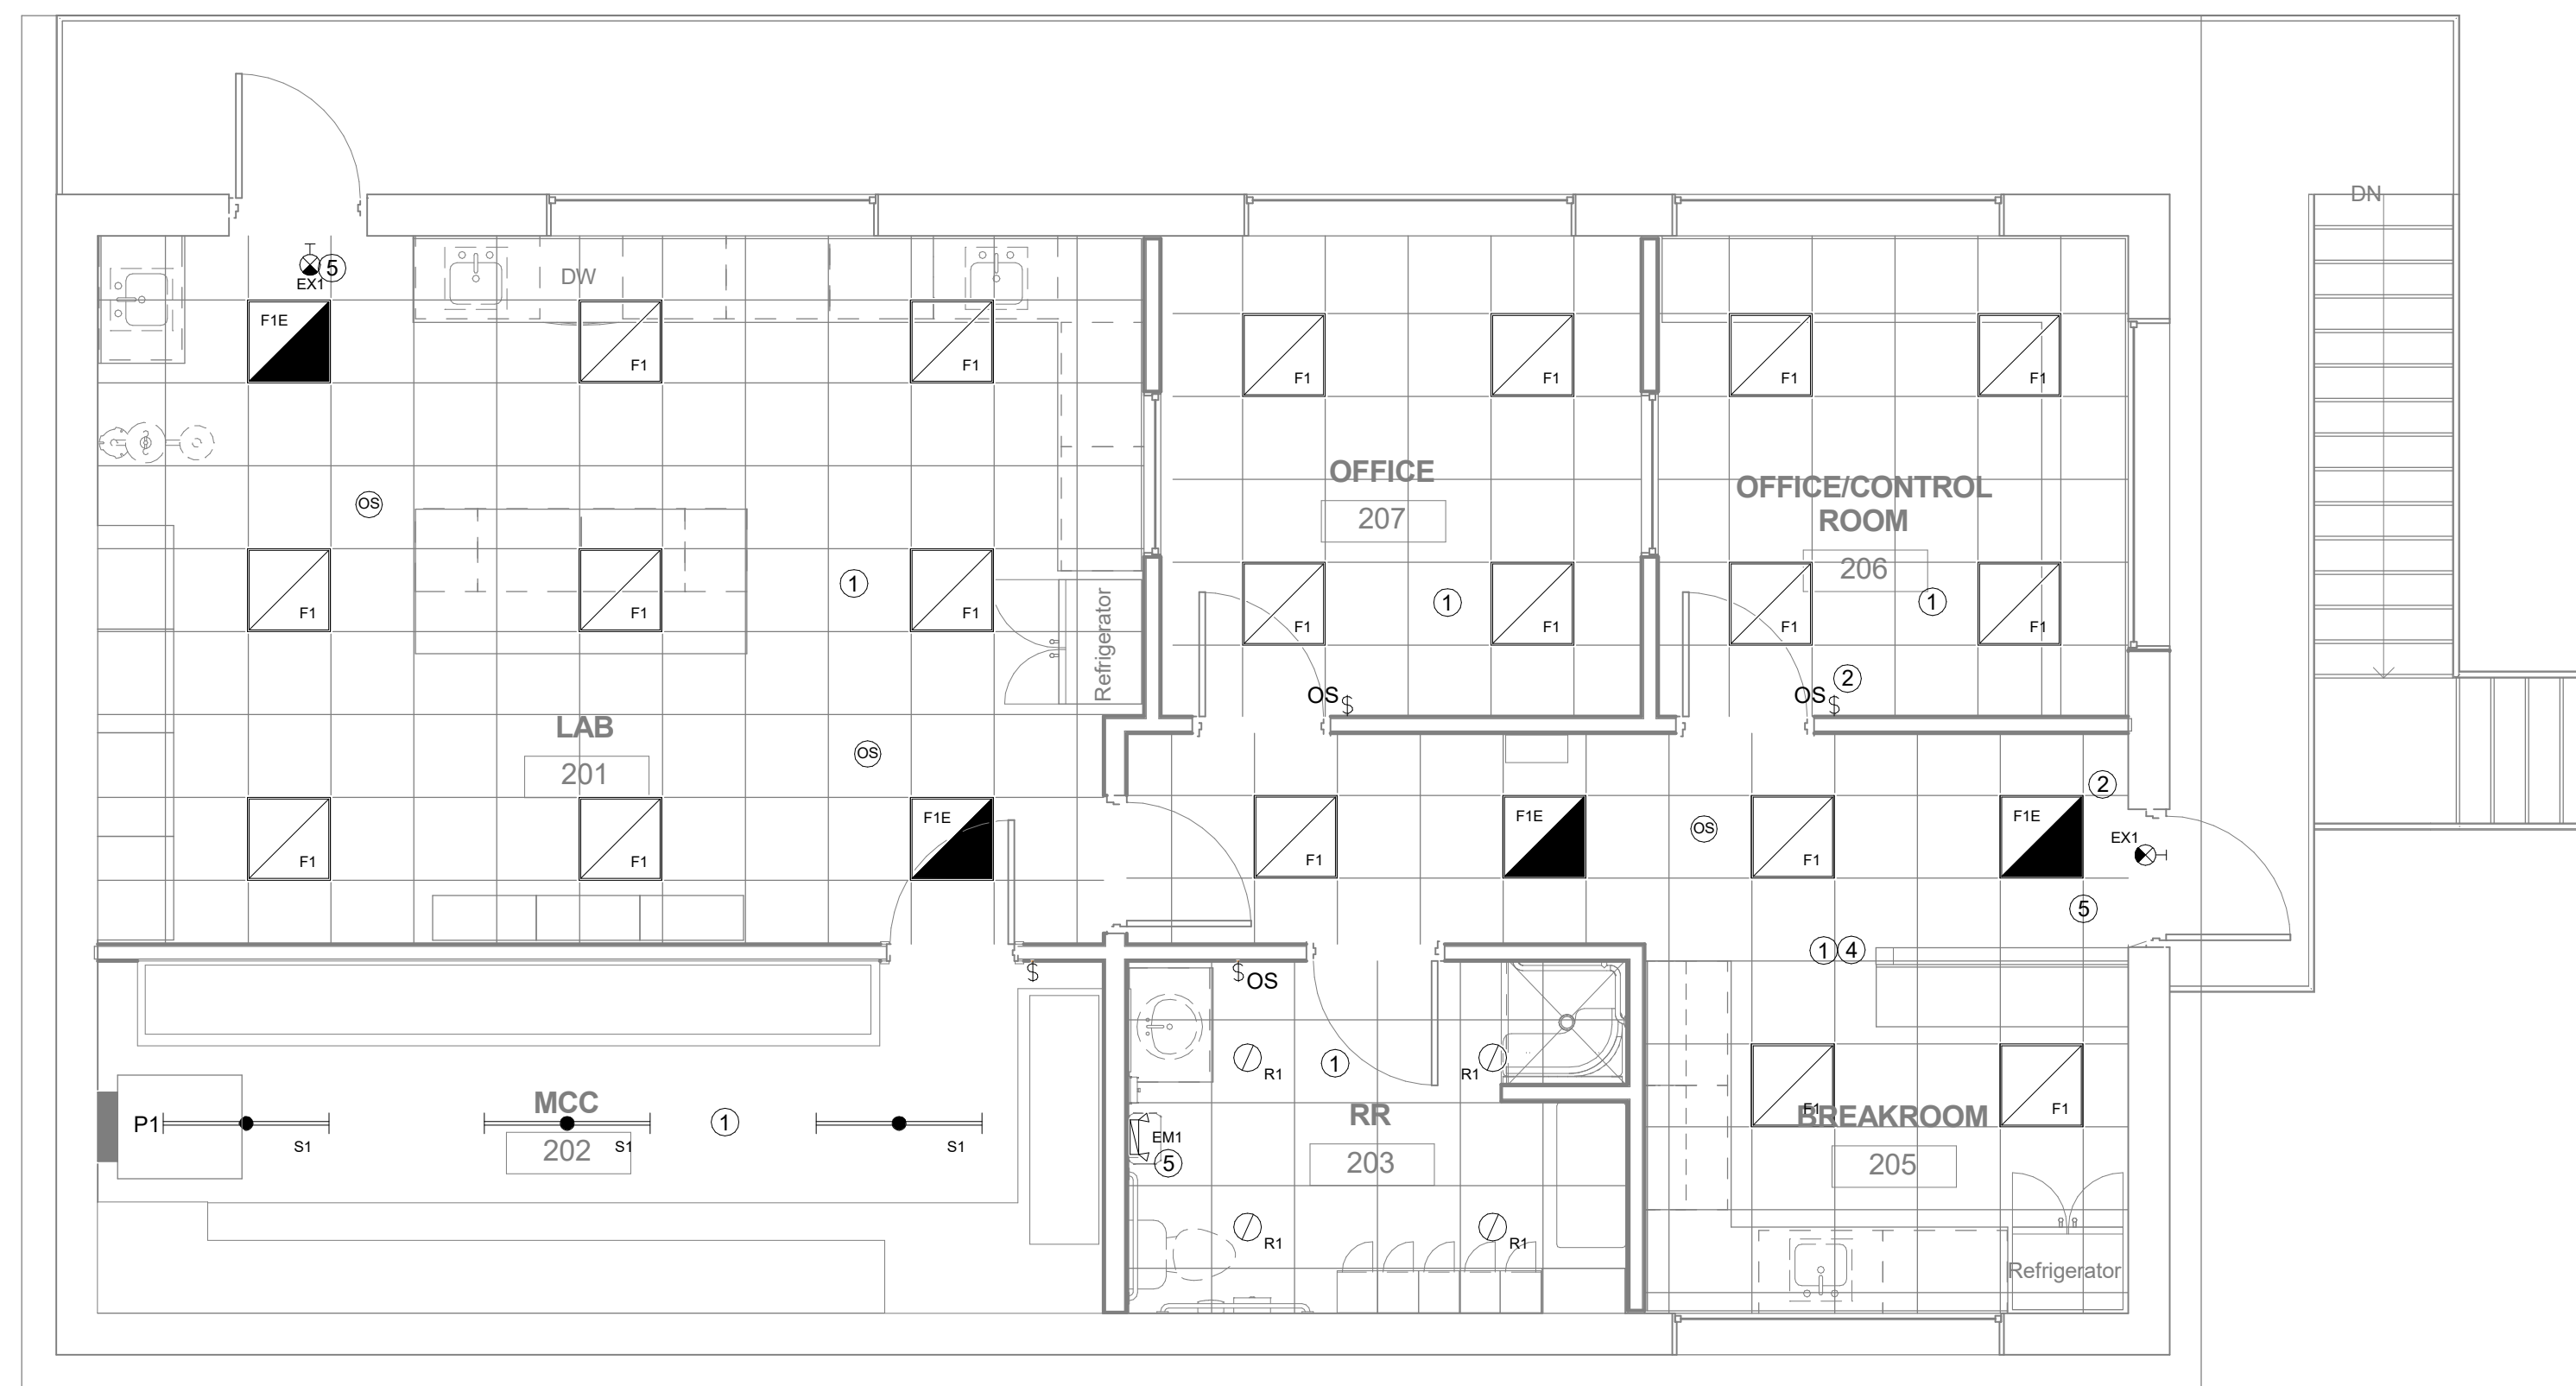 DN
5
EX1
DW
F1E
F1
F1
F1
F1
F1
F1
OFFICE
207
OFFICE/CONTROL
ROOM
206
OS
1
F1
F1
F1
F1
F1
1
F1
1
F1
Refrigerator
2
OS
$
OS
$
LAB
201
OS
2
F1
F1
F1E
F1
F1E
OS
F1
F1E
EX1
5
1
4
$
$
OS
R1
1
R1
P1
S1
MCC
202
S1
1
S1
EM1
5
RR
203
F1
BREAKROOM
205
F1
R1
R1
Refrigerator